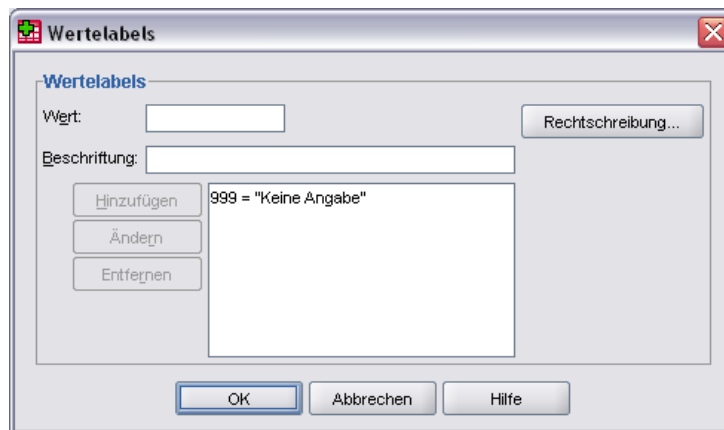 Wertelabels
Wertelabels
Wert:
Rechtschreibung...
Beschriftung:
Hinzufügen
999 = "Keine Angabe"
Ändern
Entfernen
OK
Abbrechen
Hilfe